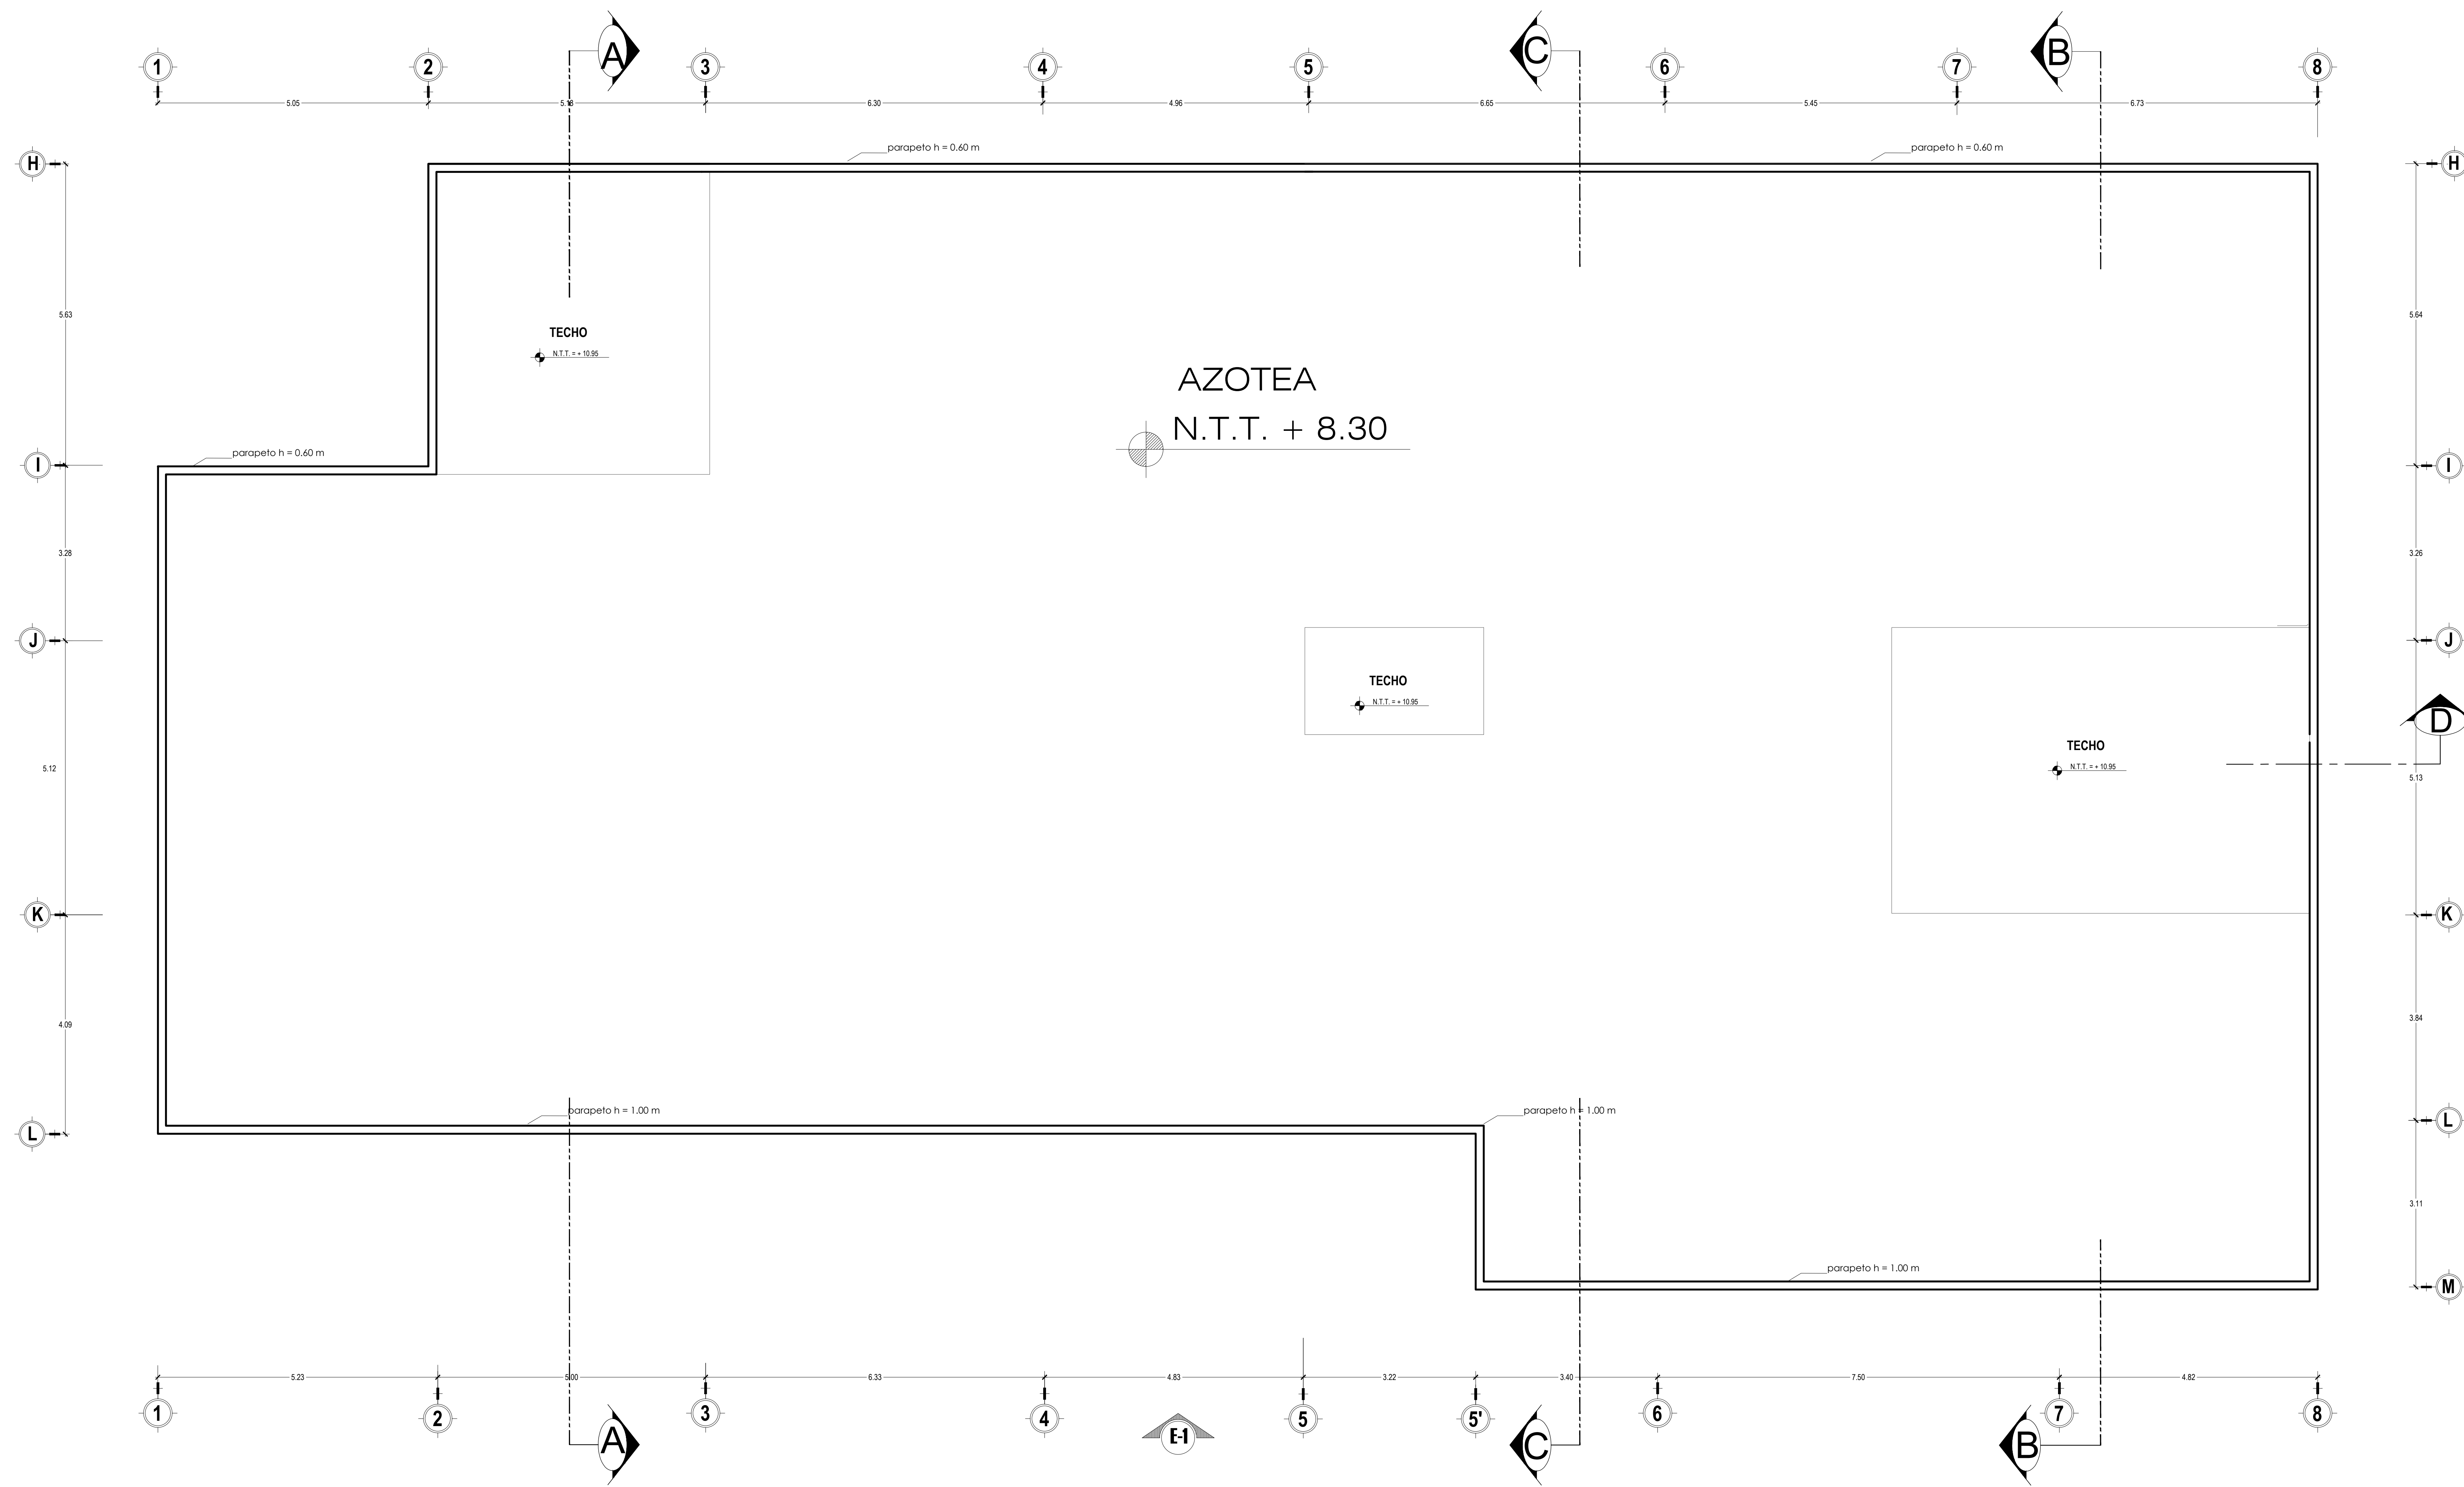 A
C
B
1
2
3
4
5
6
7
8
5.05
5.18
6.30
4.96
6.65
5.45
6.73
parapeto h = 0.60 m
parapeto h = 0.60 m
H
H
5.63
5.64
TECHO
N.T.T. = + 10.95
AZOTEA
N.T.T. + 8.30
parapeto h = 0.60 m
I
I
3.28
3.26
J
J
TECHO
N.T.T. = + 10.95
D
TECHO
N.T.T. = + 10.95
5.12
5.13
K
K
4.09
3.84
parapeto h = 1.00 m
parapeto h = 1.00 m
L
L
3.11
parapeto h = 1.00 m
M
5.23
5.00
6.33
4.83
3.22
3.40
7.50
4.82
1
2
3
4
E-1
5
5'
6
7
8
A
C
B